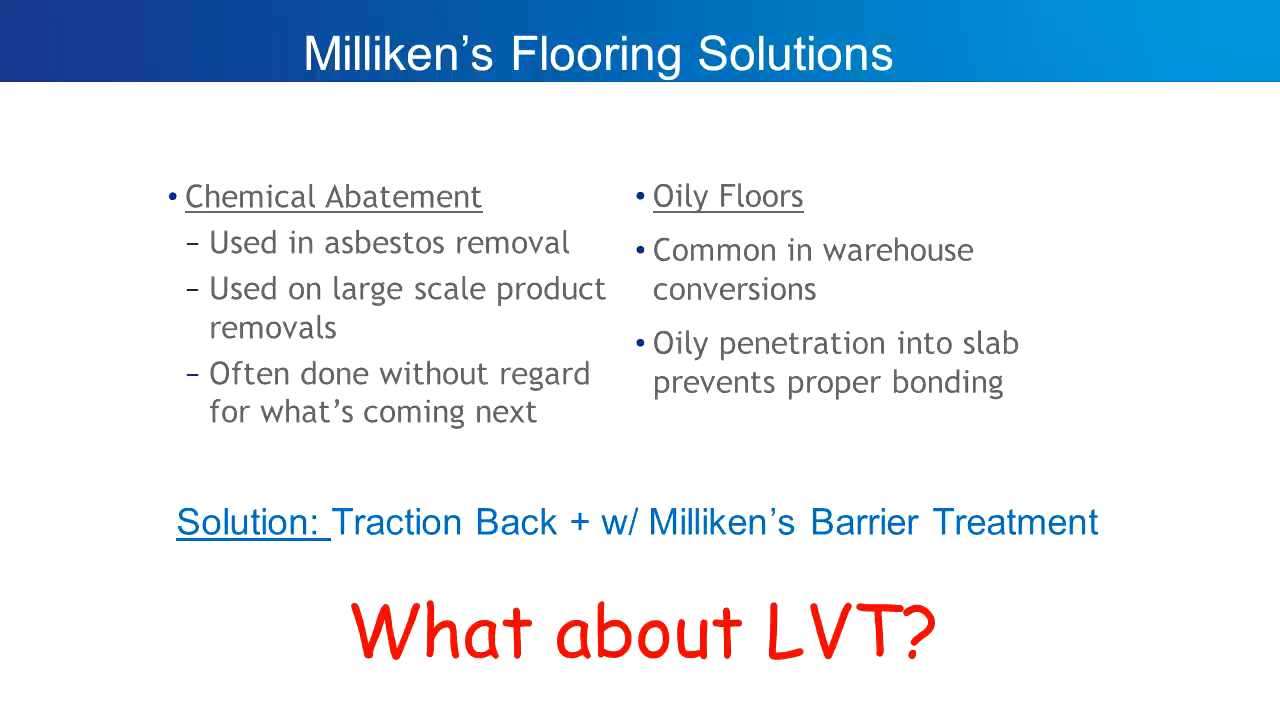 Milliken’s Flooring Solutions
• Chemical Abatement
– Used in asbestos removal
– Used on large scale product
removals
– Often done without regard
for what’s coming next
• Oily Floors
• Common in warehouse
conversions
• Oily penetration into slab
prevents proper bonding
Solution: Traction Back + w/ Milliken’s Barrier Treatment
What about LVT?